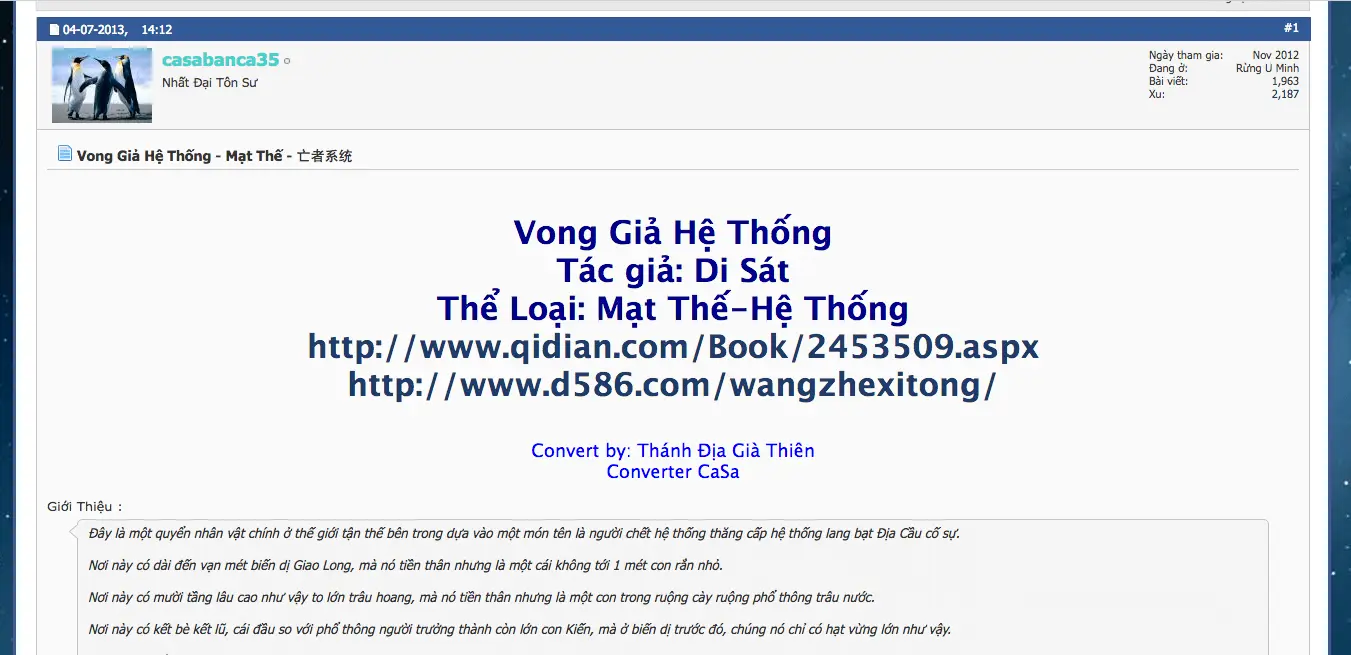 04-07-2013, 14:12 #1
casabanca35
Nhất Đại Tôn Sư
Ngày tham gia: Nov 2012
Đang ở: Rừng U Minh
Bài viết: 1,963
Xu: 2,187
Vong Giả Hệ Thống - Mạt Thế - 亡者系统
Vong Giả Hệ Thống
Tác giả: Di Sát
Thể Loại: Mạt Thế-Hệ Thống
http://www.qidian.com/Book/2453509.aspx
http://www.d586.com/wangzhexitong/
Convert by: Thánh Địa Già Thiên
Converter CaSa
Giới Thiệu :
Đây là một quyển nhân vật chính ở thế giới tận thế bên trong dựa vào một món tên là người chết hệ thống thăng cấp hệ thống lang bạt Địa Cầu cố sự.
Nơi này có dài đến vạn mét biến dị Giao Long, mà nó tiền thân nhưng là một cái không tới 1 mét con rắn nhỏ.
Nơi này có mười tầng lâu cao như vậy to lớn trâu hoang, mà nó tiền thân nhưng là một con trong ruộng cày ruộng phổ thông trâu nước.
Nơi này có kết bè kết lũ, cái đầu so với phổ thông người trưởng thành còn lớn con Kiến, mà ở biến dị trước đó, chúng nó chỉ có hạt vừng lớn như vậy.